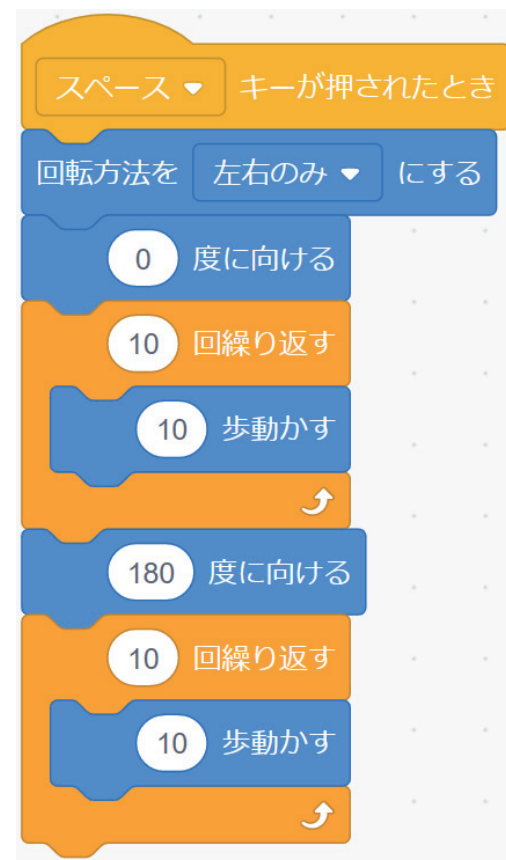 スペース キーが押されたとき
回転方法を 左右のみ にする
0 度に向ける
10 回繰り返す
10 歩動かす
180 度に向ける
10 回繰り返す
10 歩動かす